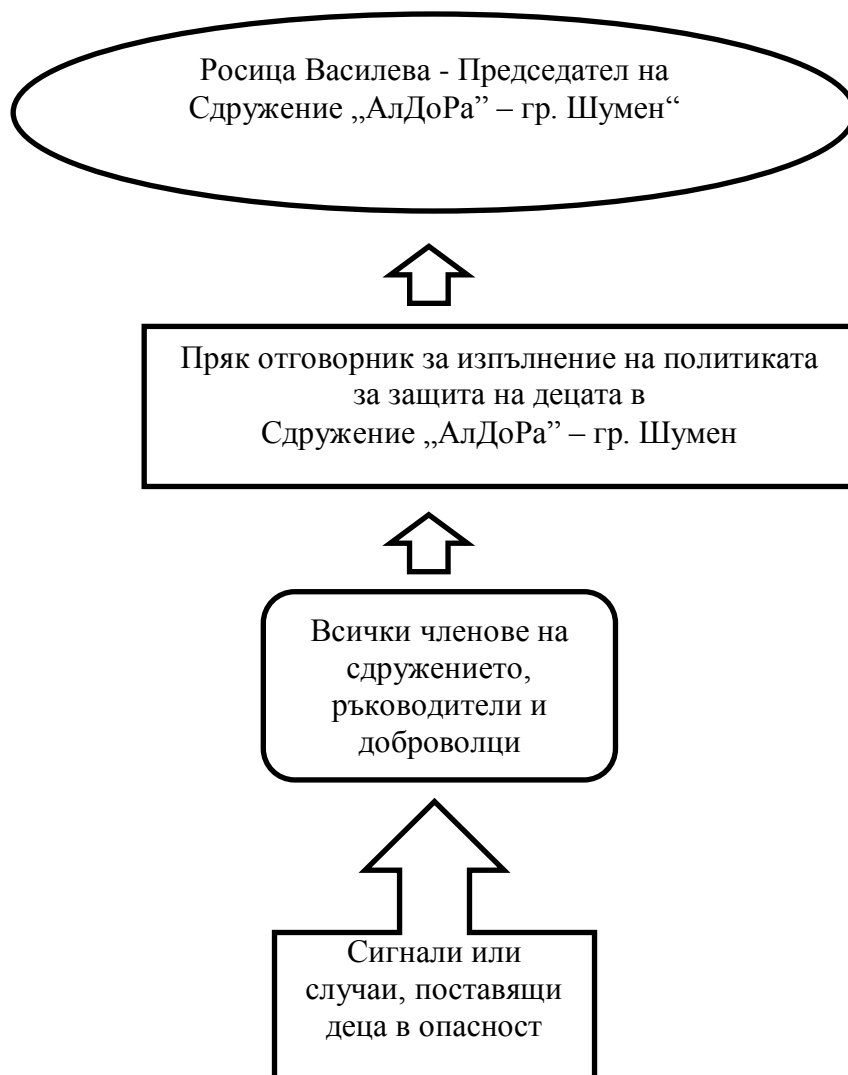 Росица Василева - Председател на
Сдружение „АлДоРа” – гр. Шумен“
Пряк отговорник за изпълнение на политиката
за защита на децата в
Сдружение „АлДоРа” – гр. Шумен
Всички членове на
сдружението,
ръководители и
доброволци
Сигнали или
случаи, поставящи
деца в опасност